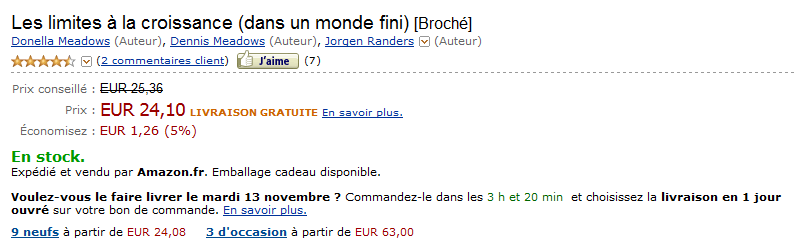 Les limites à la croissance (dans un monde fini) [Broché]
Donella Meadows (Auteur), Dennis Meadows (Auteur), Jorgen Randers (Auteur)
(2 commentaires client) J'aime (7)
Prix conseillé : EUR 25,36
Prix : EUR 24,10 LIVRAISON GRATUITE En savoir plus.
Économisez : EUR 1,26 (5%)
En stock.
Expédié et vendu par Amazon.fr. Emballage cadeau disponible.
Voulez-vous le faire livrer le mardi 13 novembre ? Commandez-le dans les 3 h et 20 min et choisissez la livraison en 1 jour
ouvré sur votre bon de commande. En savoir plus.
9 neufs à partir de EUR 24,08 3 d'occasion à partir de EUR 63,00